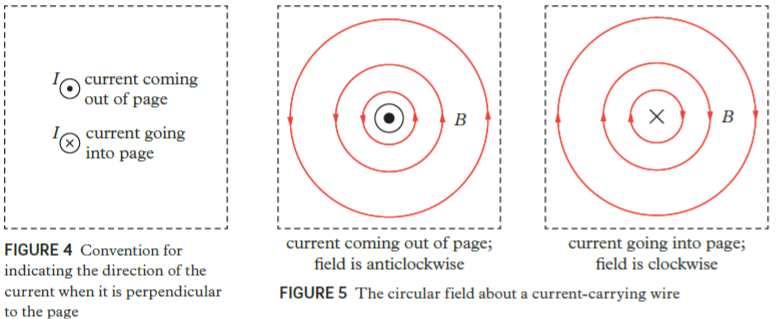 I current coming
out of page
I current going
into page
FIGURE 4 Convention for
indicating the direction of the
current when it is perpendicular
to the page
B
current coming out of page;
field is anticlockwise
B
current going into page;
field is clockwise
FIGURE 5 The circular field about a current-carrying wire